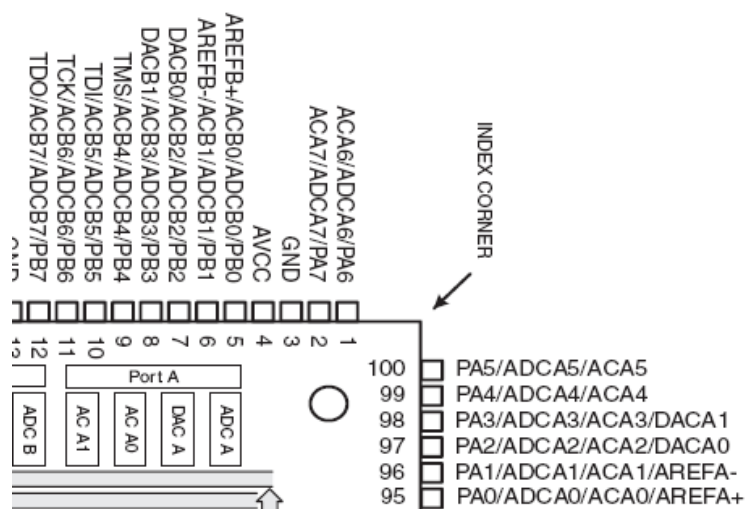 ACA6/ADCA6/PA6
ACA7/ADCA7/PA7
GND
AVCC
AREFB+/ACB0/ADCB0/PB0
AREFB-/ACB1/ADCB1/PB1
DACB0/ACB2/ADCB2/PB2
DACB1/ACB3/ADCB3/PB3
TMS/ACB4/ADCB4/PB4
TDI/ACB5/ADCB5/PB5
TCK/ACB6/ADCB6/PB6
TDO/ACB7/ADCB7/PB7
INDEX CORNER
1
2
3
4
5
6
7
8
9
10
11
12
Port A
ADC A
DAC A
AC A0
AC A1
ADC B
100 PA5/ADCA5/ACA5
99 PA4/ADCA4/ACA4
98 PA3/ADCA3/ACA3/DACA1
97 PA2/ADCA2/ACA2/DACA0
96 PA1/ADCA1/ACA1/AREFA-
95 PA0/ADCA0/ACA0/AREFA+